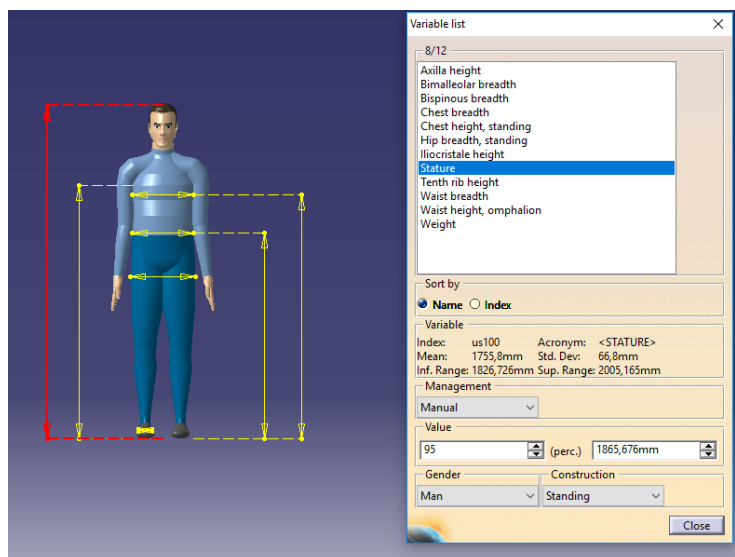 Variable list
8/12
Axilla height
Bimalleolar breadth
Bispinous breadth
Chest breadth
Chest height, standing
Hip breadth, standing
Iliocristale height
Stature
Tenth rib height
Waist breadth
Waist height, omphalion
Weight
Sort by
Name Index
Variable
Index: us100 Acronym: <STATURE>
Mean: 1755,8mm Std. Dev: 66,8mm
Inf. Range: 1826,726mm Sup. Range: 2005,165mm
Management
Manual
Value
95 (perc.) 1865,676mm
Gender Construction
Man Standing
Close